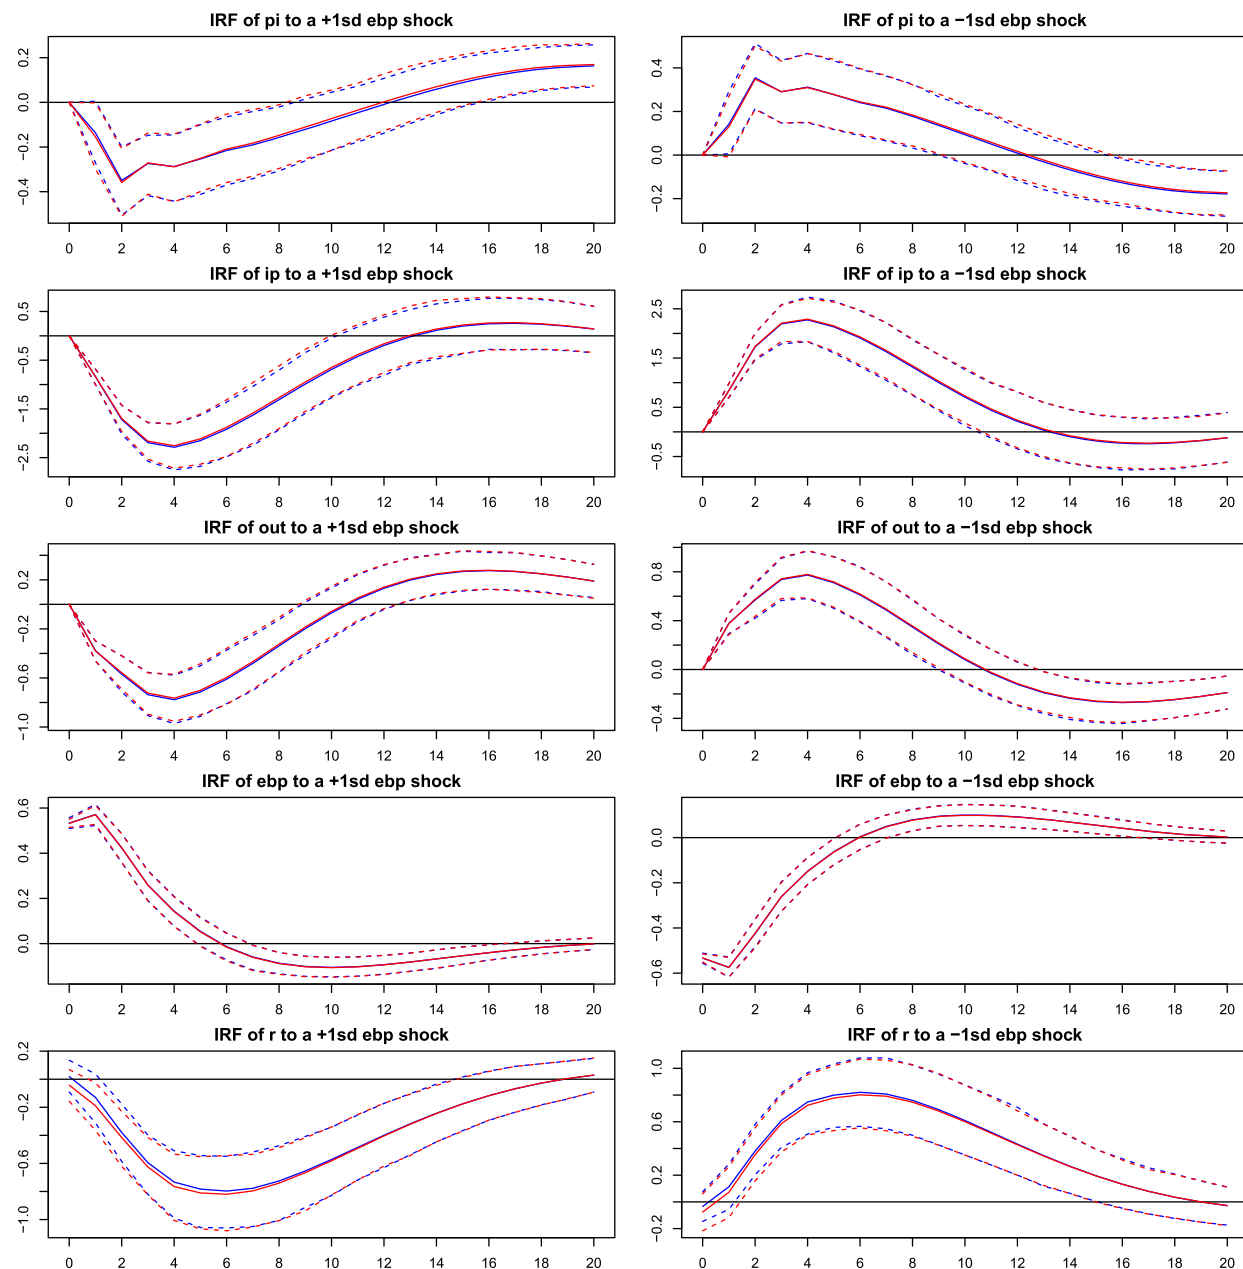 IRF of pi to a +1sd ebp shock
0.2
0.0
−0.2
−0.4
0 2 4 6 8 10 12 14 16 18 20
IRF of pi to a −1sd ebp shock
0.4
0.2
0.0
−0.2
0 2 4 6 8 10 12 14 16 18 20
IRF of ip to a +1sd ebp shock
0.5
−0.5
−1.5
−2.5
0 2 4 6 8 10 12 14 16 18 20
IRF of ip to a −1sd ebp shock
2.5
1.5
0.5
−0.5
0 2 4 6 8 10 12 14 16 18 20
IRF of out to a +1sd ebp shock
0.2
−0.2
−0.6
−1.0
0 2 4 6 8 10 12 14 16 18 20
IRF of out to a −1sd ebp shock
0.8
0.4
0.0
−0.4
0 2 4 6 8 10 12 14 16 18 20
IRF of ebp to a +1sd ebp shock
0.6
0.4
0.2
0.0
0 2 4 6 8 10 12 14 16 18 20
IRF of ebp to a −1sd ebp shock
0.0
−0.2
−0.4
−0.6
0 2 4 6 8 10 12 14 16 18 20
IRF of r to a +1sd ebp shock
0.2
−0.2
−0.6
−1.0
0 2 4 6 8 10 12 14 16 18 20
IRF of r to a −1sd ebp shock
1.0
0.6
0.2
−0.2
0 2 4 6 8 10 12 14 16 18 20